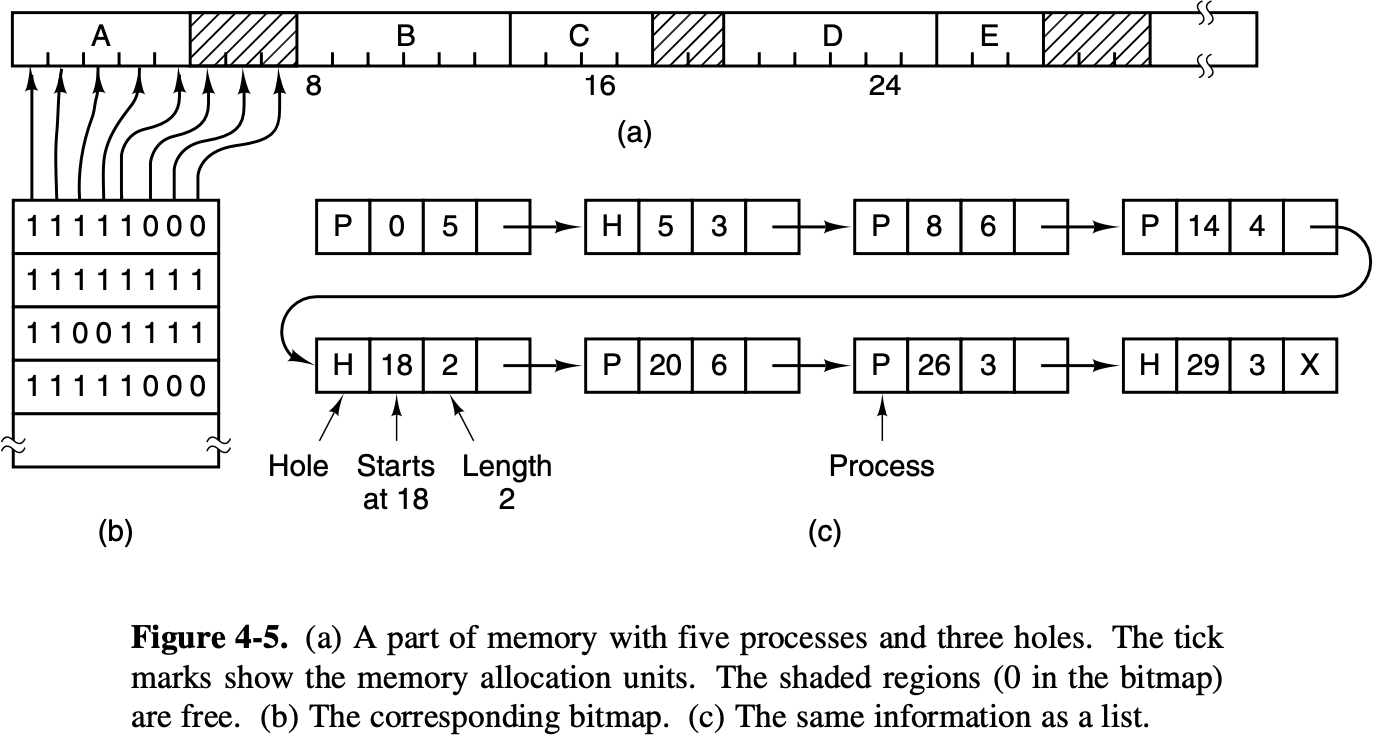 A B C D E
8 16 24
(a)
1 1 1 1 1 0 0 0
1 1 1 1 1 1 1 1
1 1 0 0 1 1 1 1
1 1 1 1 1 0 0 0
(b)
P 0 5 H 5 3 P 8 6 P 14 4
H 18 2 P 20 6 P 26 3 H 29 3 X
Hole Starts Length Process
at 18 2
(c)
Figure 4-5. (a) A part of memory with five processes and three holes. The tick
marks show the memory allocation units. The shaded regions (0 in the bitmap)
are free. (b) The corresponding bitmap. (c) The same information as a list.